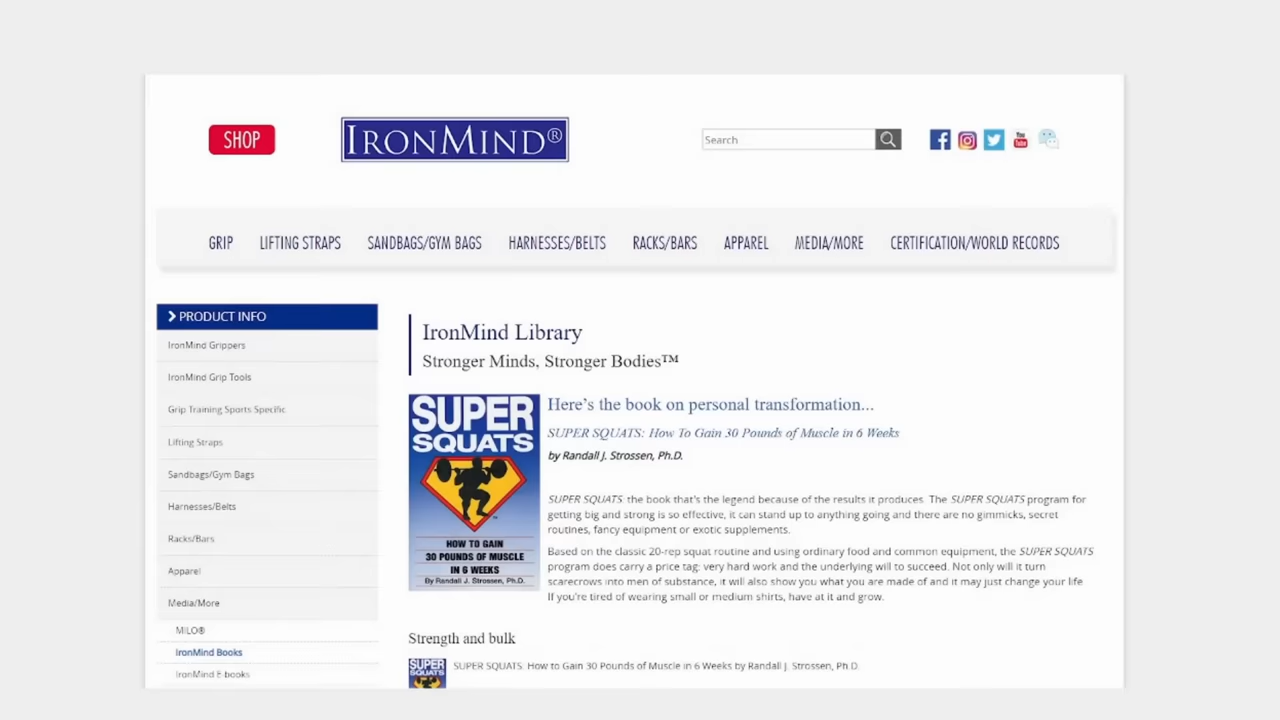 SHOP
IRONMIND®
Search
You
Tube
GRIP LIFTING STRAPS SANDBAGS/GYM BAGS HARNESSES/BELTS RACKS/BARS APPAREL MEDIA/MORE CERTIFICATION/WORLD RECORDS
PRODUCT INFO
IronMind Grippers
IronMind Grip Tools
Grip Training Sports Specific
Lifting Straps
Sandbags/Gym Bags
Harnesses/Belts
Racks/Bars
Apparel
Media/More
MILO®
IronMind Books
IronMind E-books
IronMind Library
Stronger Minds, Stronger Bodies™
SUPER
SQUATS
HOW TO GAIN
30 POUNDS OF MUSCLE
IN 6 WEEKS
By Randall J. Strossen, Ph.D.
Here's the book on personal transformation...
SUPER SQUATS: How To Gain 30 Pounds of Muscle in 6 Weeks
by Randall J. Strossen, Ph.D.
SUPER SQUATS: the book that's the legend because of the results it produces. The SUPER SQUATS program for
getting big and strong is so effective, it can stand up to anything going and there are no gimmicks, secret
routines, fancy equipment or exotic supplements.
Based on the classic 20-rep squat routine and using ordinary food and common equipment, the SUPER SQUATS
program does carry a price tag: very hard work and the underlying will to succeed. Not only will it turn
scarecrows into men of substance, it will also show you what you are made of and it may just change your life
If you're tired of wearing small or medium shirts, have at it and grow.
Strength and bulk
SUPER
SQUATS
SUPER SQUATS: How to Gain 30 Pounds of Muscle in 6 Weeks by Randall J. Strossen, Ph.D.